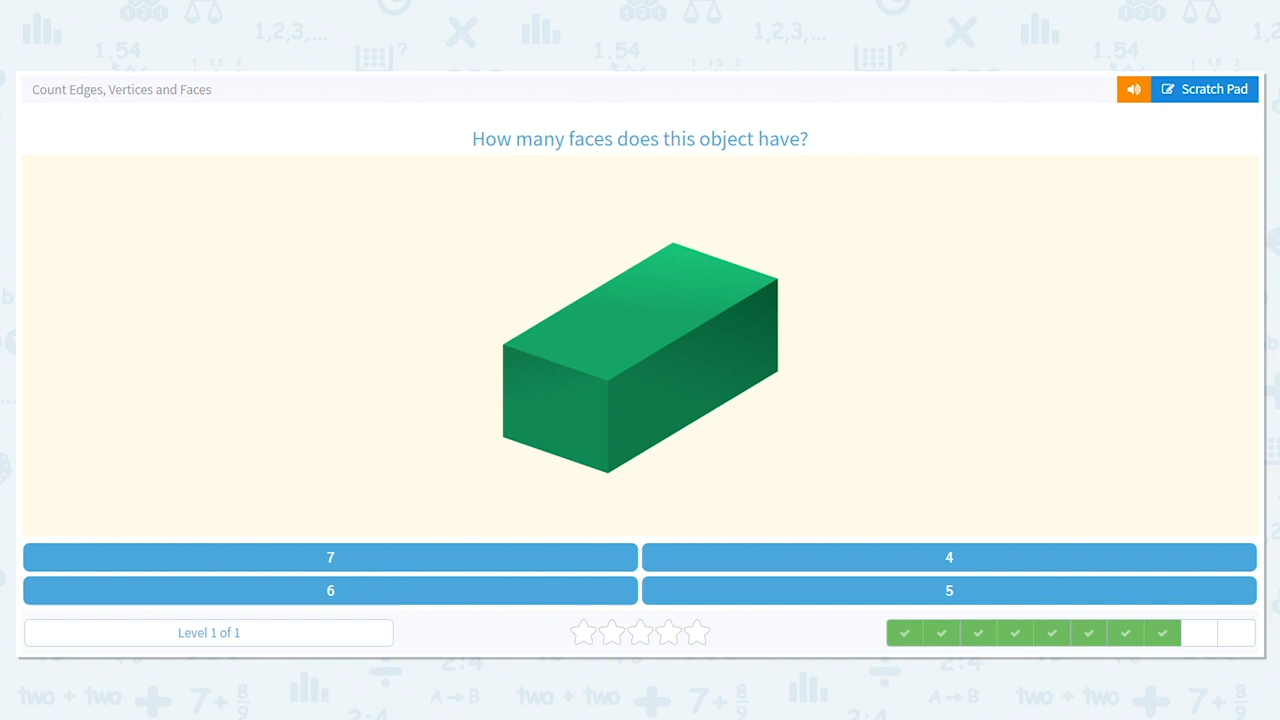 Count Edges, Vertices and Faces
Scratch Pad
How many faces does this object have?
7
4
6
5
Level 1 of 1